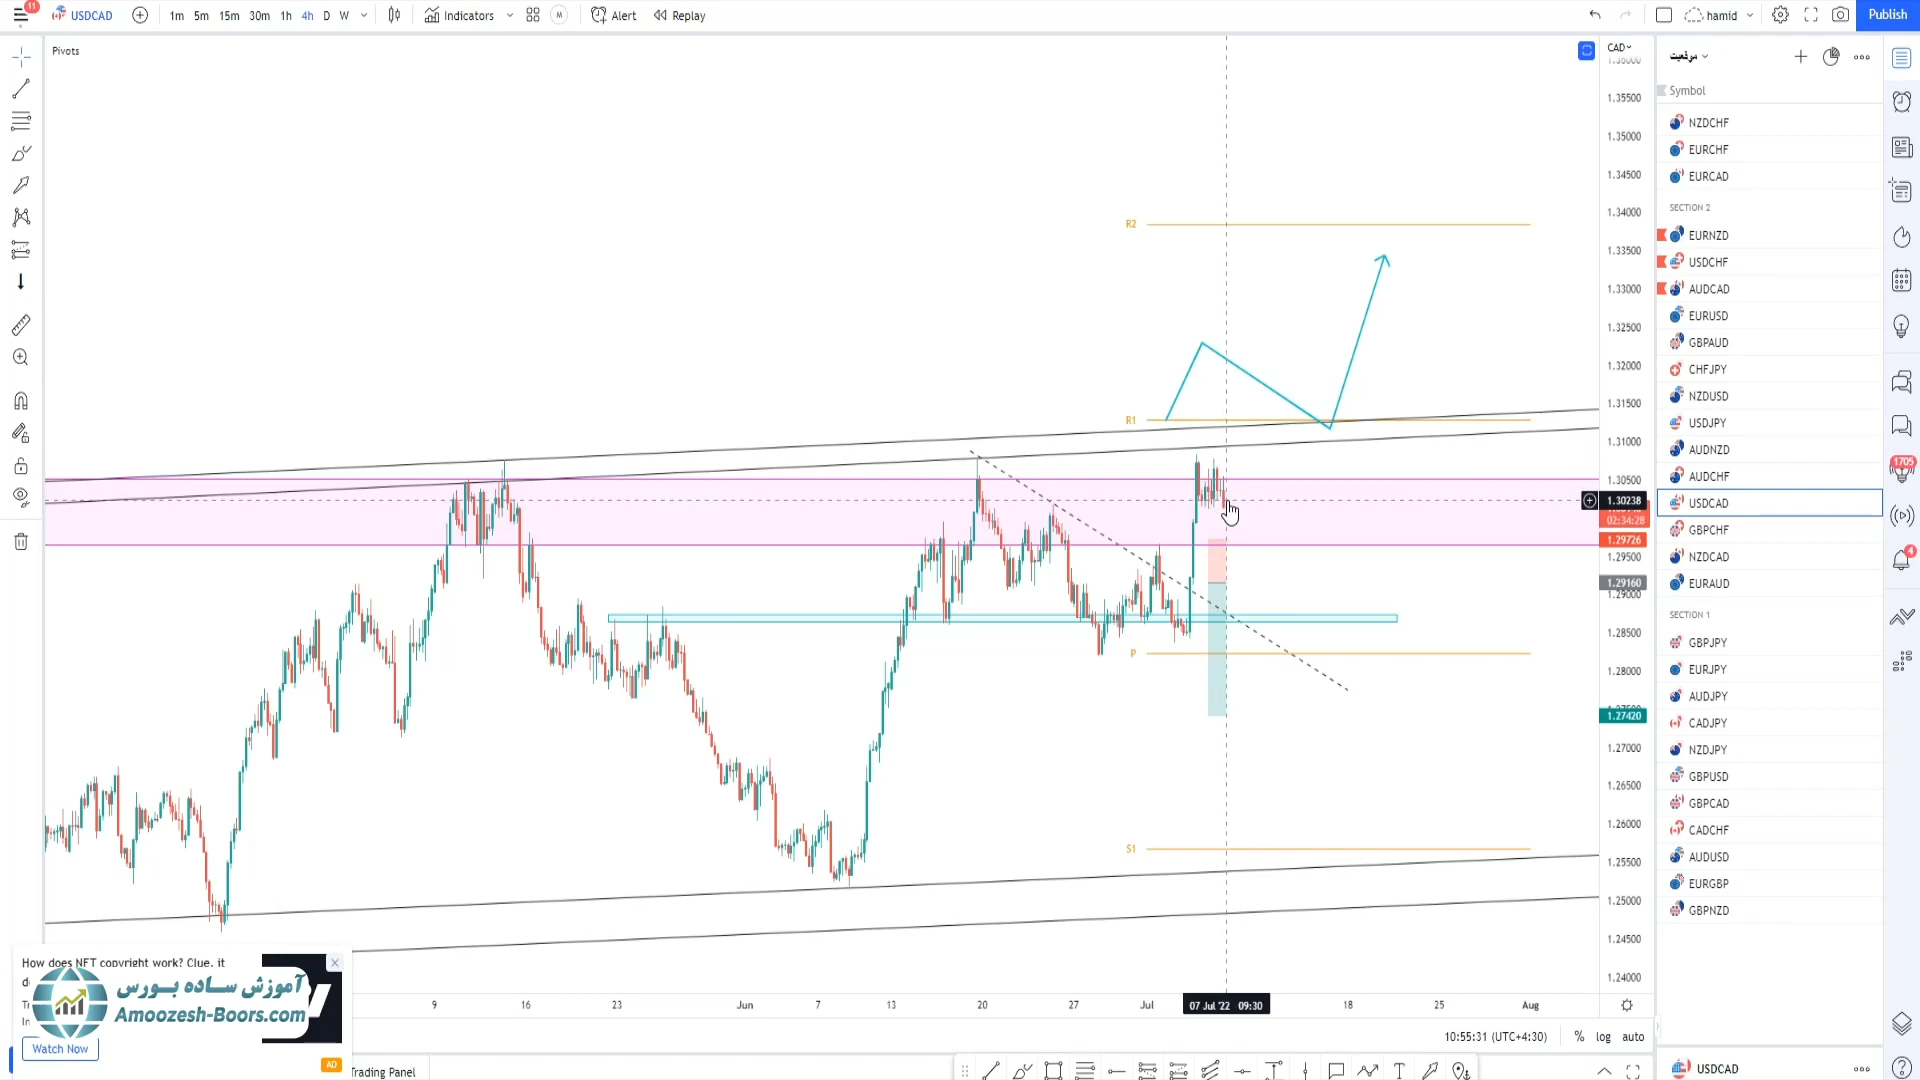 11
USDCAD
1m 5m 15m 30m 1h 4h D W
Indicators
M
Alert
Replay
hamid
Publish
Pivots
CAD
موقعیت
Symbol
NZDCHF
EURCHF
EURCAD
SECTION 2
EURNZD
USDCHF
AUDCAD
EURUSD
GBPAUD
CHFJPY
NZDUSD
USDJPY
AUDNZD
AUDCHF
USDCAD
GBPCHF
NZDCAD
EURAUD
SECTION 1
GBPJPY
EURJPY
AUDJPY
CADJPY
NZDJPY
GBPUSD
GBPCAD
CADCHF
AUDUSD
EURGBP
GBPNZD
USDCAD
1705
4
1.35500
1.35000
1.34500
1.34000
1.33500
1.33000
1.32500
1.32000
1.31500
1.31000
1.30500
1.30238
02:34:28
1.29726
1.29500
1.29160
1.29000
1.28500
1.28000
1.27420
1.27000
1.26500
1.26000
1.25500
1.25000
1.24500
1.24000
R2
R1
P
S1
9 16 23 Jun 7 13 20 27 Jul 07 Jul '22 09:30 18 25 Aug
10:55:31 (UTC+4:30)
% log auto
How does NFT copyright work? Clue, it
آموزش ساده بورس
Amoozesh-Boors.com
Watch Now
AD
Trading Panel